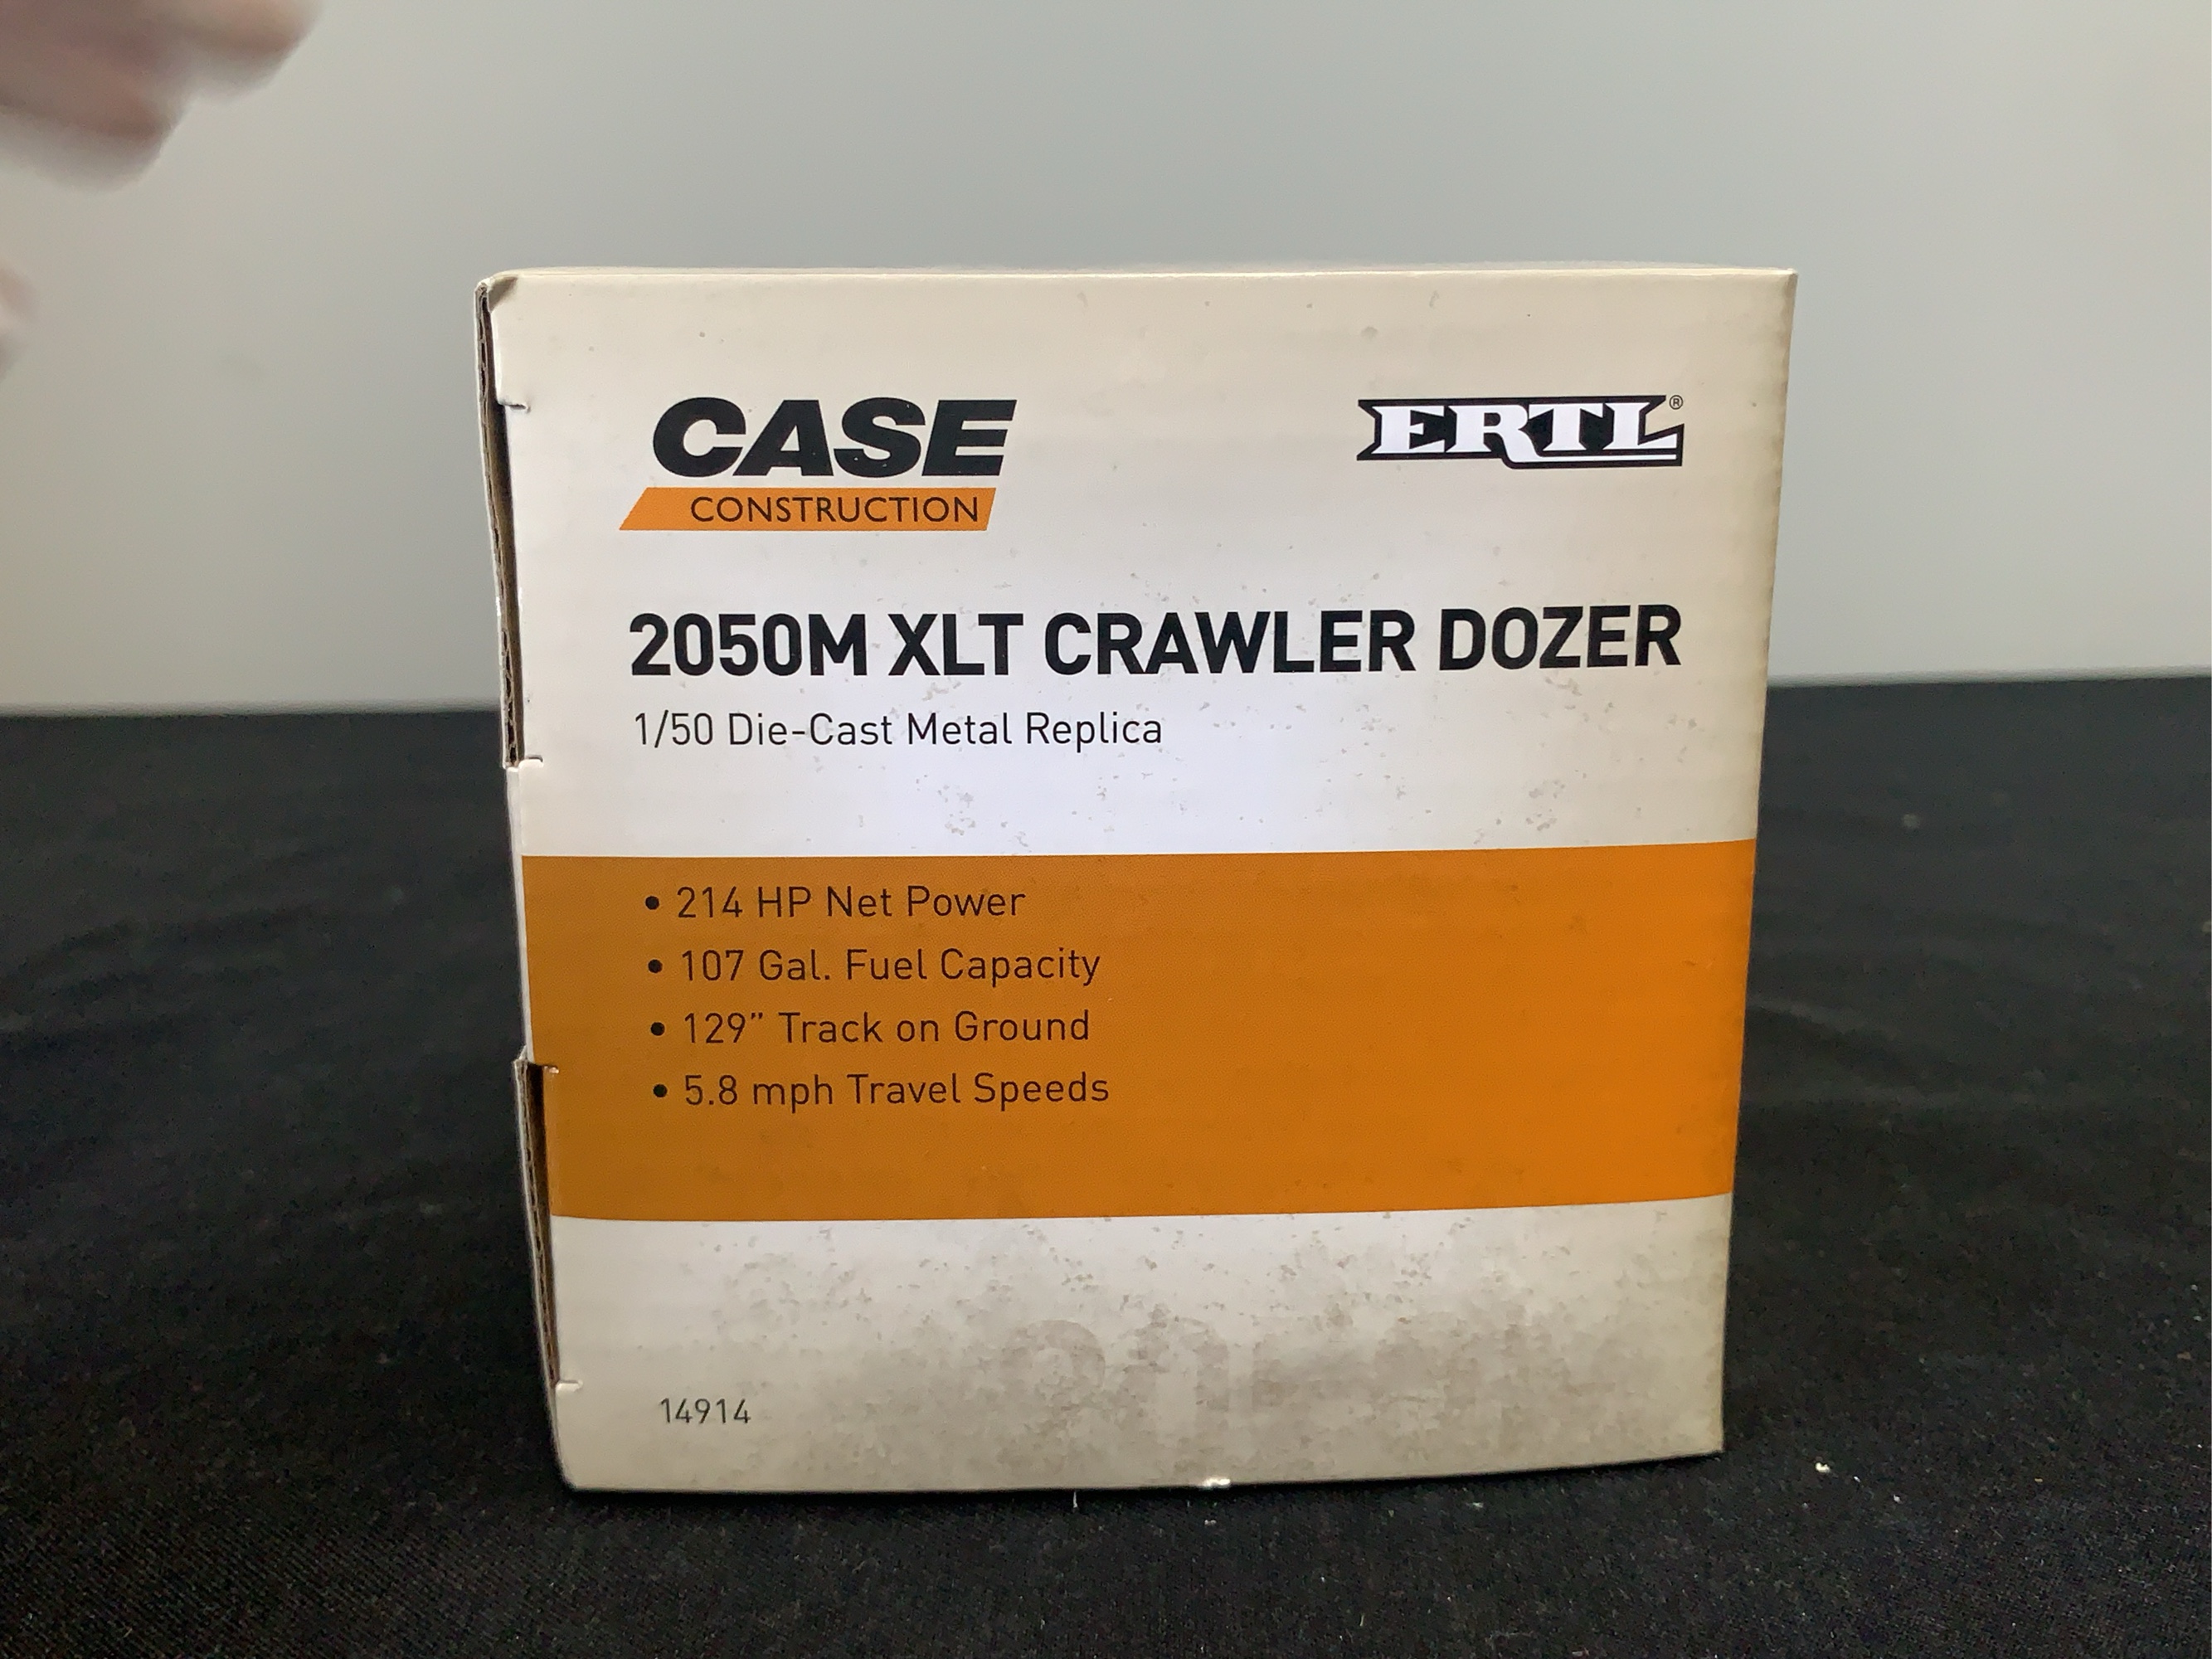 CASE
CONSTRUCTION
ERTL®
2050M XLT CRAWLER DOZER
1/50 Die-Cast Metal Replica
• 214 HP Net Power
• 107 Gal. Fuel Capacity
• 129" Track on Ground
• 5.8 mph Travel Speeds
14914